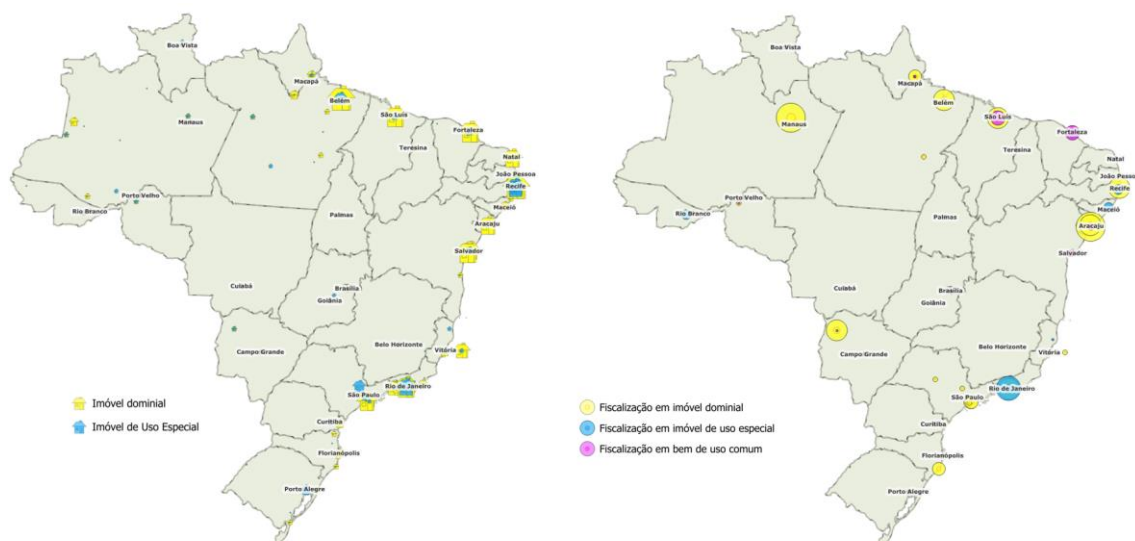 Boa Vista
Macapá
Belém
São Luís
Manaus
Fortaleza
Teresina
Natal
João Pessoa
Recife
Porto Velho
Maceió
Rio Branco
Palmas
Aracaju
Salvador
Cuiabá
Brasília
Goiânia
Belo Horizonte
Vitória
Campo Grande
Rio de Janeiro
São Paulo
Curitiba
Florianópolis
Porto Alegre
Imóvel dominial
Imóvel de Uso Especial
Boa Vista
Macapá
Belém
São Luís
Manaus
Fortaleza
Teresina
Natal
João Pesso
Recife
Porto Velho
Maceió
Rio Branco
Palmas
Aracaju
Salvador
Cuiabá
Brasília
Goiânia
Belo Horizonte
Vitória
Campo Grande
Rio de Janeiro
São Paulo
Curitiba
Florianópolis
Porto Alegre
Fiscalização em imóvel dominial
Fiscalização em imóvel de uso especial
Fiscalização em bem de uso comum